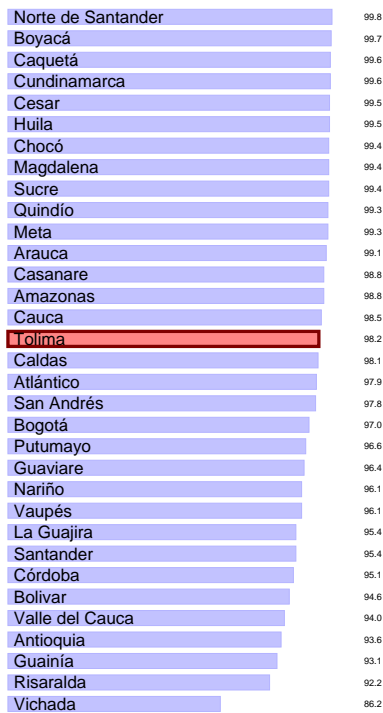 Norte de Santander 99.8
Boyacá 99.7
Caquetá 99.6
Cundinamarca 99.6
Cesar 99.5
Huila 99.5
Chocó 99.4
Magdalena 99.4
Sucre 99.4
Quindío 99.3
Meta 99.3
Arauca 99.1
Casanare 98.8
Amazonas 98.8
Cauca 98.5
Tolima 98.2
Caldas 98.1
Atlántico 97.9
San Andrés 97.8
Bogotá 97.0
Putumayo 96.6
Guaviare 96.4
Nariño 96.1
Vaupés 96.1
La Guajira 95.4
Santander 95.4
Córdoba 95.1
Bolivar 94.6
Valle del Cauca 94.0
Antioquia 93.6
Guainía 93.1
Risaralda 92.2
Vichada 86.2